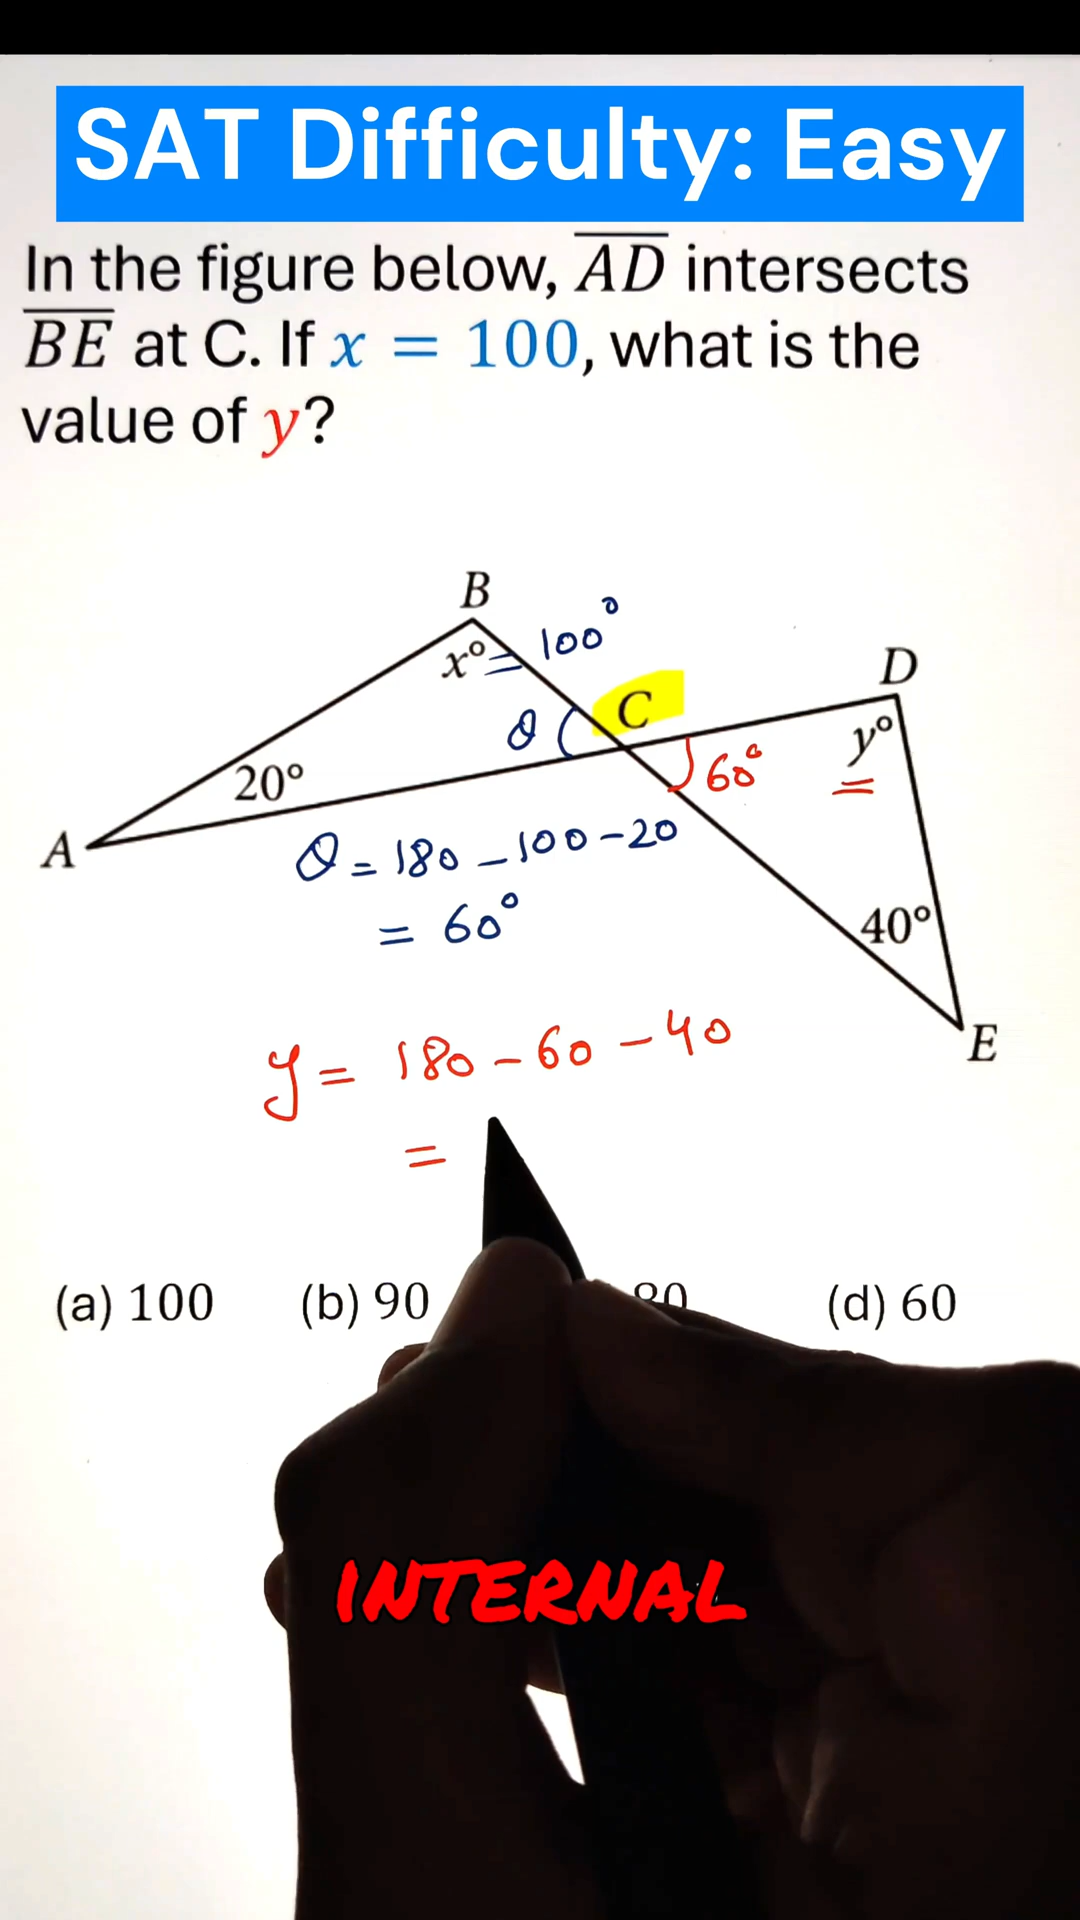 SAT Difficulty: Easy
In the figure below, AD intersects
BE at C. If x = 100, what is the
value of y?
B
x° = 100°
D
θ
C
y°
60°
20°
A
θ = 180 - 100 - 20
= 60°
40°
E
y = 180 - 60 - 40
=
(a) 100 (b) 90 80 (d) 60
INTERNAL